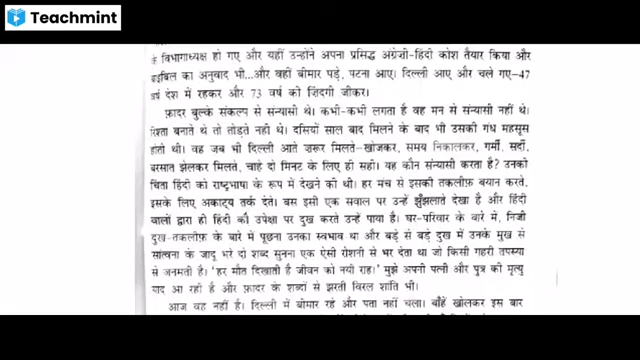 Teachmint
के विभागाध्यक्ष हो गए और यहीं उन्होंने अपना प्रसिद्ध अंग्रेज़ी-हिंदी कोश तैयार किया और
बाइबिल का अनुवाद भी...और वहीं बीमार पड़े, पटना आए। दिल्ली आए और चले गए–47
वर्ष देश में रहकर और 73 वर्ष की ज़िंदगी जीकर।
फ़ादर बुल्के संकल्प से संन्यासी थे। कभी-कभी लगता है वह मन से संन्यासी नहीं थे।
रिश्ता बनाते थे तो तोड़ते नहीं थे। दसियों साल बाद मिलने के बाद भी उसकी गंध महसूस
होती थी। वह जब भी दिल्ली आते ज़रूर मिलते-खोजकर, समय निकालकर, गर्मी, सर्दी,
बरसात झेलकर मिलते, चाहे दो मिनट के लिए ही सही। यह कौन संन्यासी करता है? उनकी
चिंता हिंदी को राष्ट्रभाषा के रूप में देखने की थी। हर मंच से इसकी तकलीफ़ बयान करते,
इसके लिए अकाट्य तर्क देते। बस इसी एक सवाल पर उन्हें झुँझलाते देखा है और हिंदी
वालों द्वारा ही हिंदी की उपेक्षा पर दुख करते उन्हें पाया है। घर-परिवार के बारे में, निजी
दुख-तकलीफ़ के बारे में पूछना उनका स्वभाव था और बड़े से बड़े दुख में उनके मुख से
सांत्वना के जादू भरे दो शब्द सुनना एक ऐसी रोशनी से भर देता था जो किसी गहरी तपस्या
से जनमती है। 'हर मौत दिखाती है जीवन को नयी राह।' मुझे अपनी पत्नी और पुत्र की मृत्यु
याद आ रही है और फ़ादर के शब्दों से झरती विरल शांति भी।
आज वह नहीं है। दिल्ली में बीमार रहे और पता नहीं चला। बाँहें खोलकर इस बार